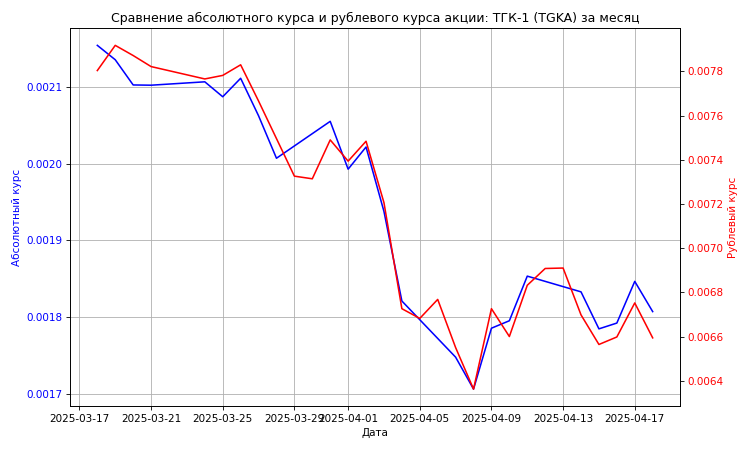 Сравнение абсолютного курса и рублевого курса акции: ТГК-1 (TGKA) за месяц
0.0021
0.0020
0.0019
0.0018
0.0017
Абсолютный курс
0.0078
0.0076
0.0074
0.0072
0.0070
0.0068
0.0066
0.0064
Рублевый курс
2025-03-17 2025-03-21 2025-03-25 2025-03-29 2025-04-01 2025-04-05 2025-04-09 2025-04-13 2025-04-17
Дата